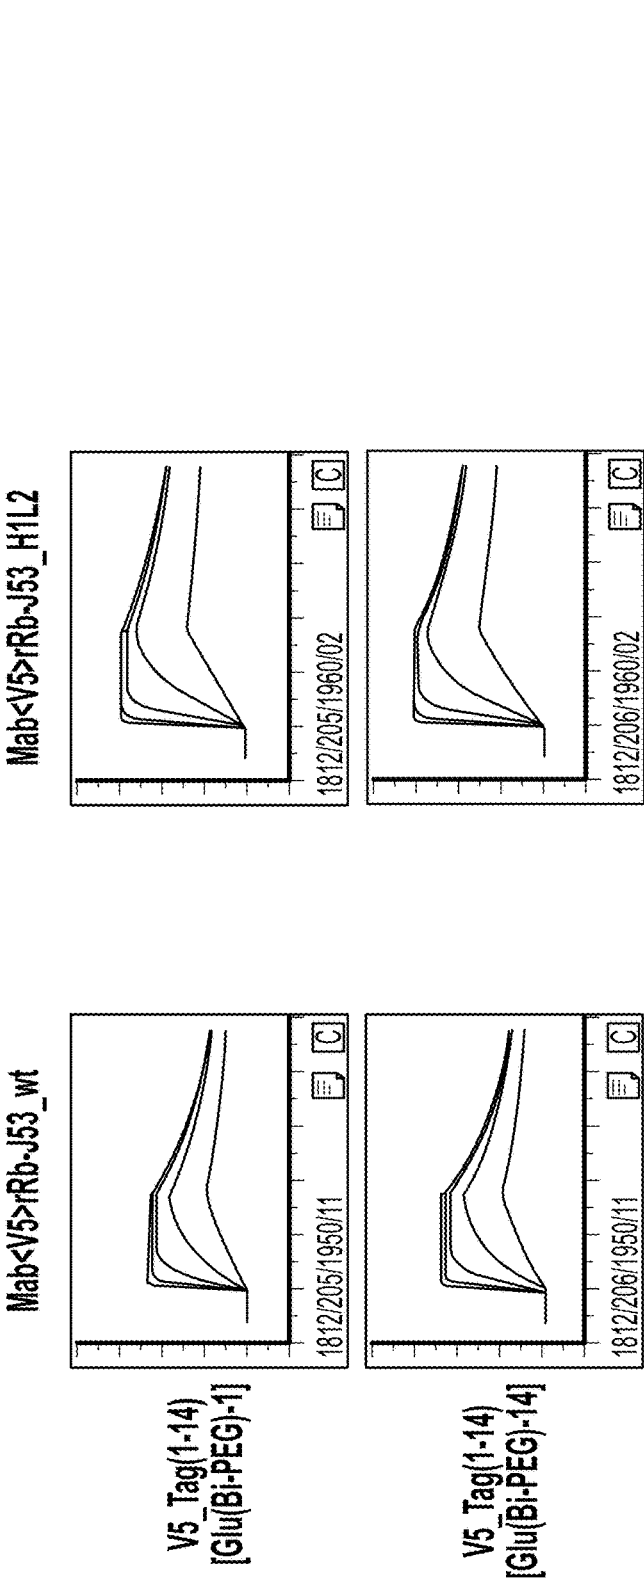 Mab<V5>rRb-J53_wt
Mab<V5>rRb-J53_H1L2
V5_Tag(1-14)
[Glu(Bi-PEG)-1]
1812/205/1950/11
C
1812/205/1960/02
C
V5_Tag(1-14)
[Glu(Bi-PEG)-14]
1812/206/1950/11
C
1812/206/1960/02
C